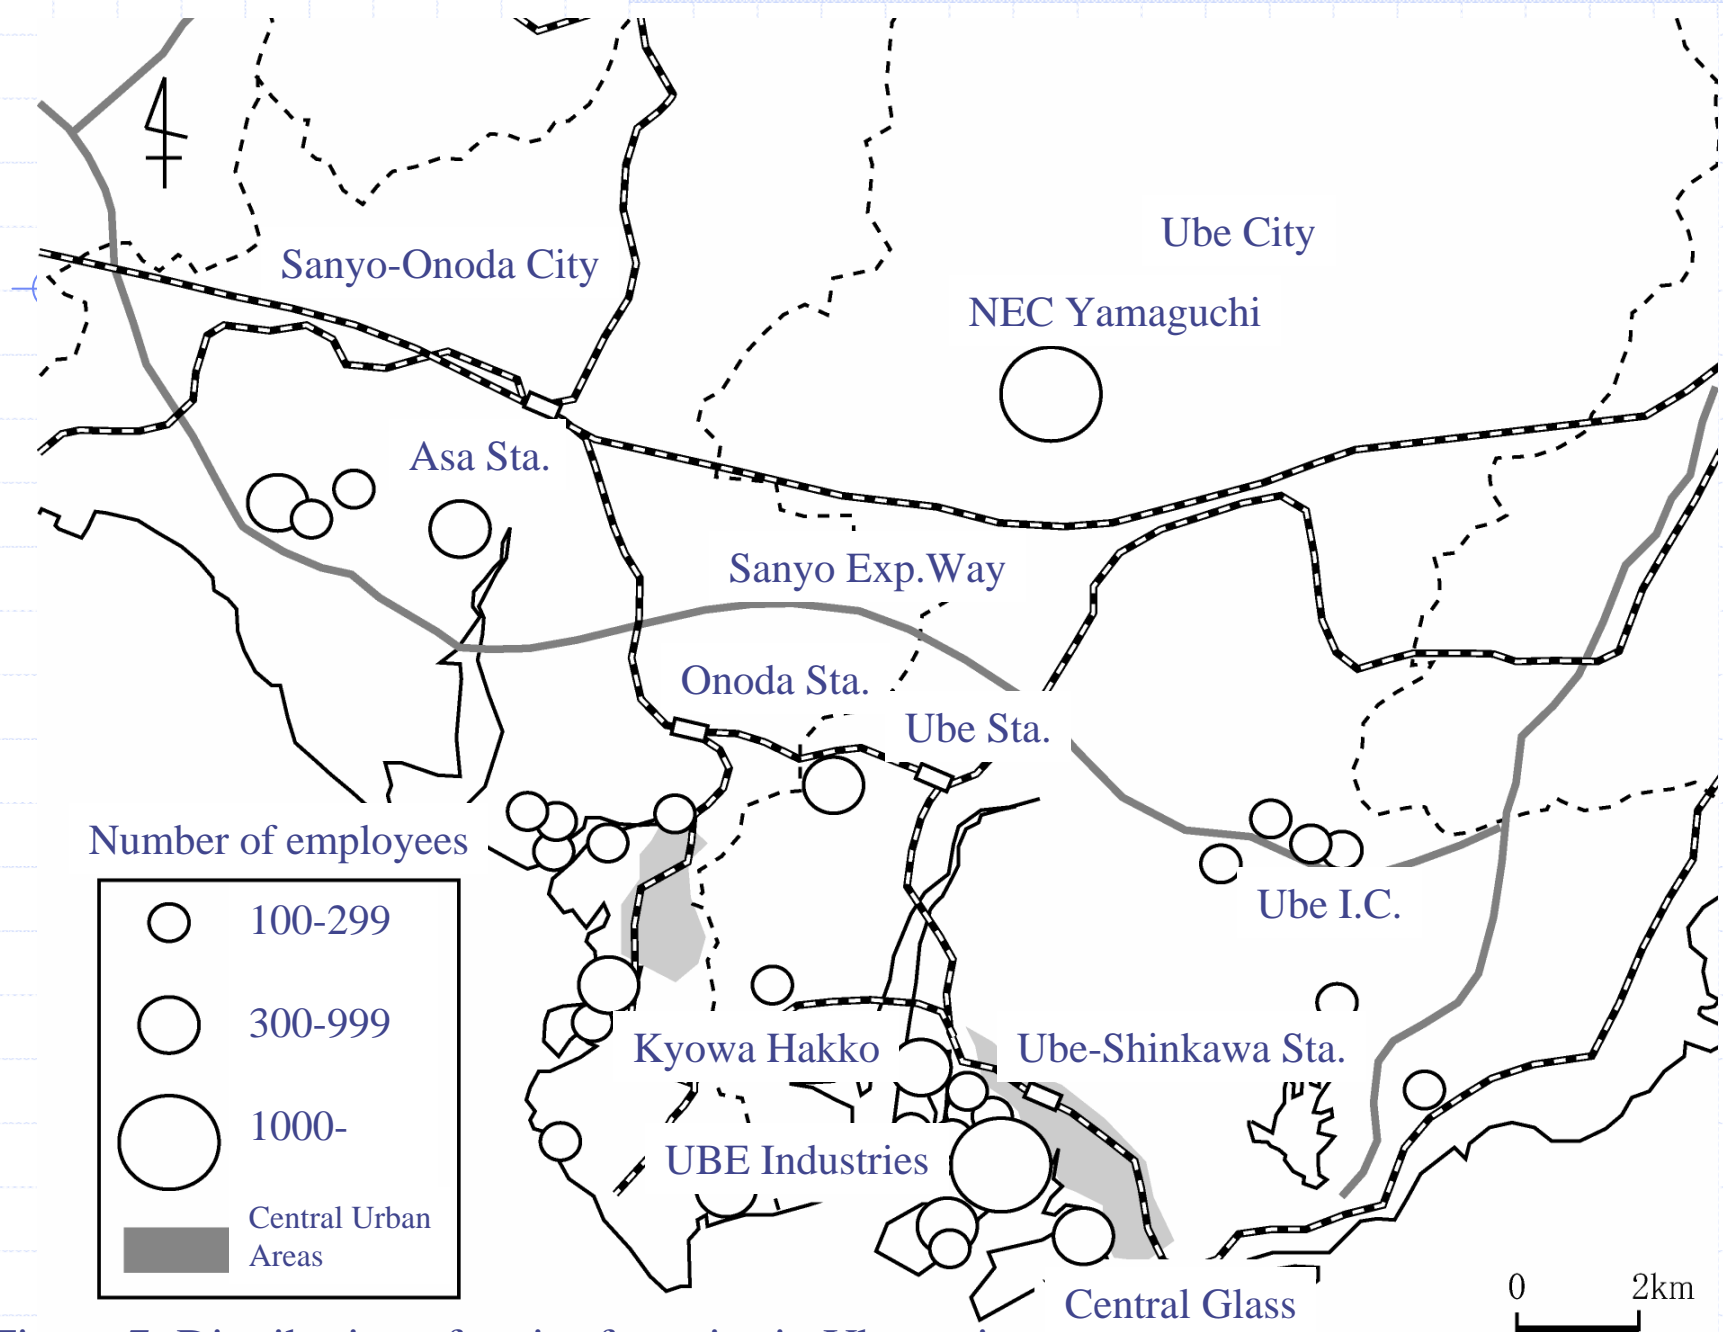 Ube City
Sanyo-Onoda City
NEC Yamaguchi
Asa Sta.
Sanyo Exp.Way
Onoda Sta.
Ube Sta.
Number of employees
100-299
300-999
1000-
Central Urban
Areas
Ube I.C.
Kyowa Hakko
Ube-Shinkawa Sta.
UBE Industries
Central Glass
0
2km